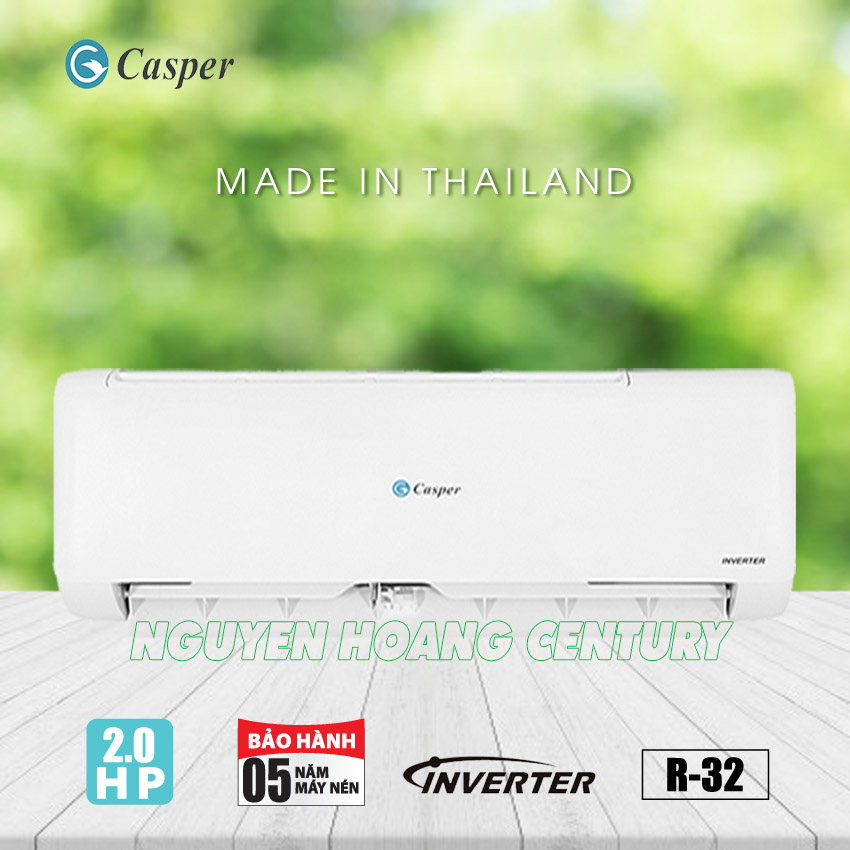 Casper
MADE IN THAILAND
Casper
INVERTER
NGUYEN HOANG CENTURY
2.0
HP
BẢO HÀNH
05 NĂM
MÁY NÉN
INVERTER
R-32